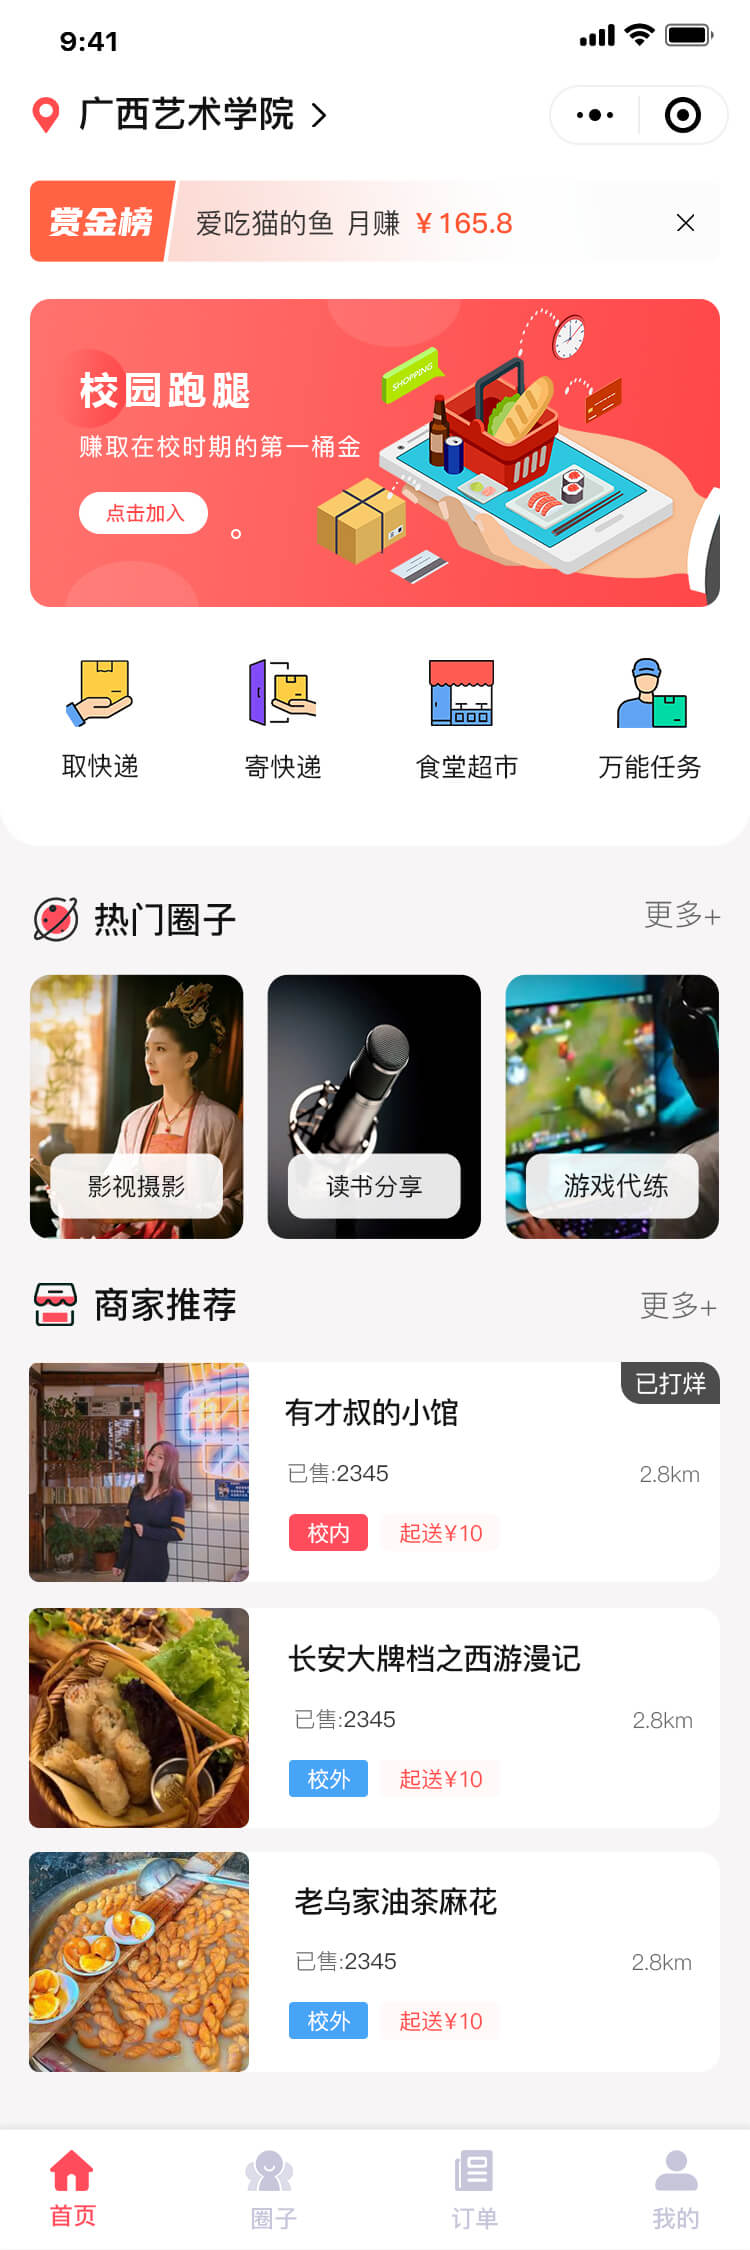 9:41
广西艺术学院
赏金榜
爱吃猫的鱼 月赚 ¥165.8
校园跑腿
赚取在校时期的第一桶金
点击加入
SHOPPING
取快递
寄快递
食堂超市
万能任务
热门圈子
更多+
影视摄影
读书分享
游戏代练
商家推荐
更多+
已打烊
有才叔的小馆
已售:2345
2.8km
校内
起送¥10
长安大牌档之西游漫记
已售:2345
2.8km
校外
起送¥10
老乌家油茶麻花
已售:2345
2.8km
校外
起送¥10
首页
圈子
订单
我的